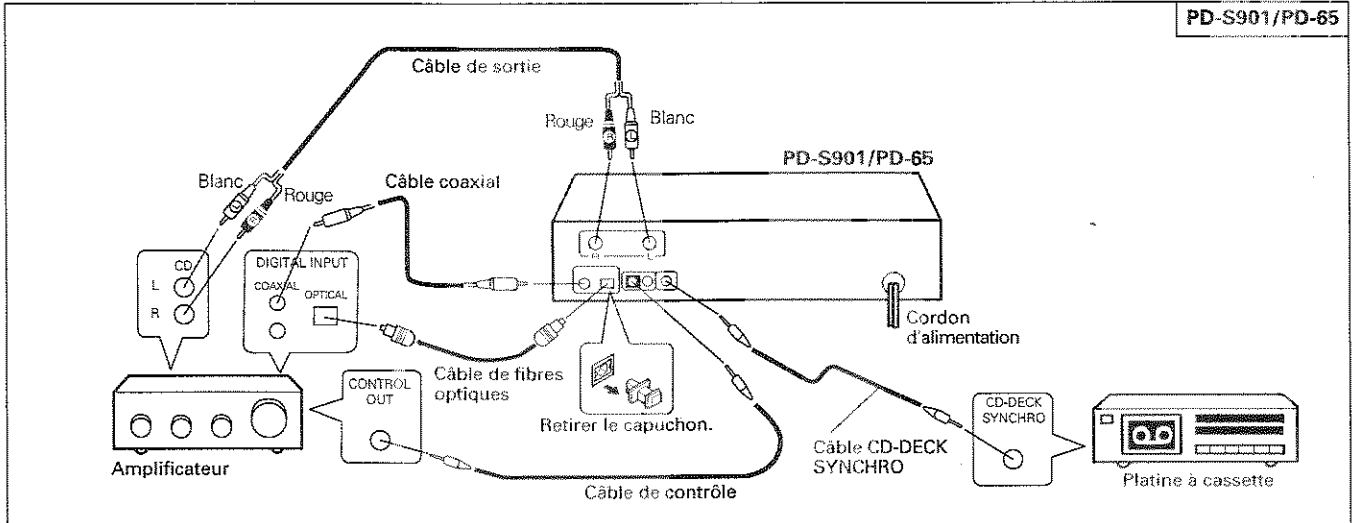 PD-S901/PD-65
Câble de sortie
Rouge
Blanc
PD-S901/PD-65
Blanc
Rouge
Câble coaxial
R
L
L
R
R
L
CD
L
R
DIGITAL INPUT
COAXIAL
OPTICAL
Cordon
d'alimentation
Câble de fibres
optiques
Retirer le capuchon.
CONTROL
OUT
Amplificateur
Câble de contrôle
Câble CD-DECK
SYNCHRO
CD-DECK
SYNCHRO
Platine à cassette